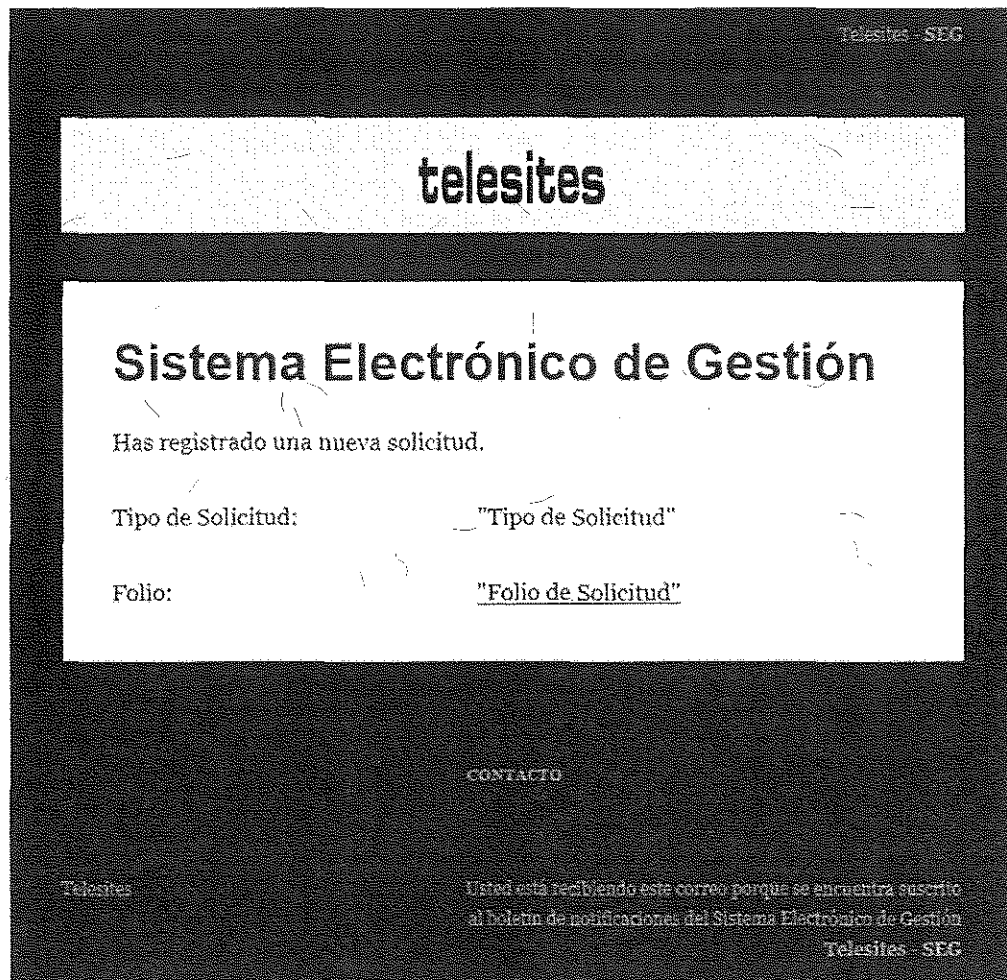 Telesites - SEG
telesites
Sistema Electrónico de Gestión
Has registrado una nueva solicitud.
Tipo de Solicitud: "Tipo de Solicitud"
Folio: "Folio de Solicitud"
CONTACTO
Telesites
Usted está recibiendo este correo porque se encuentra suscrito
al boletín de notificaciones del Sistema Electrónico de Gestión
Telesites - SEG